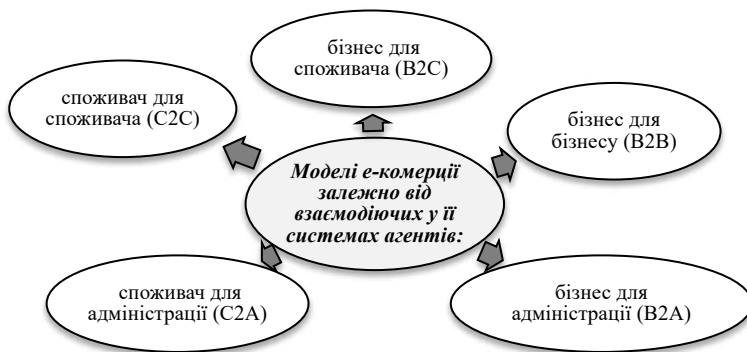 бізнес для
споживача (B2C)
споживач для
споживача (C2C)
бізнес для
бізнесу (B2B)
Моделі е-комерції
залежно від
взаємодіючих у її
системах агентів:
споживач для
адміністрації (C2A)
бізнес для
адміністрації (B2A)